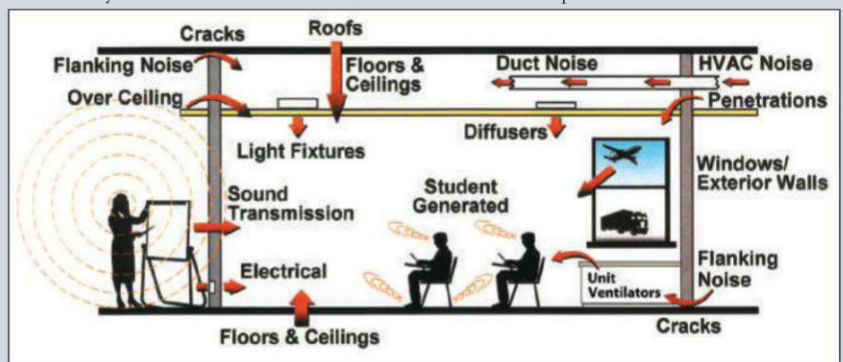 Cracks
Roofs
Flanking Noise
Floors &
Ceilings
Duct Noise
HVAC Noise
Over Ceiling
Penetrations
Light Fixtures
Diffusers
Windows/
Exterior Walls
Sound
Transmission
Student
Generated
Electrical
Unit
Ventilators
Flanking
Noise
Floors & Ceilings
Cracks